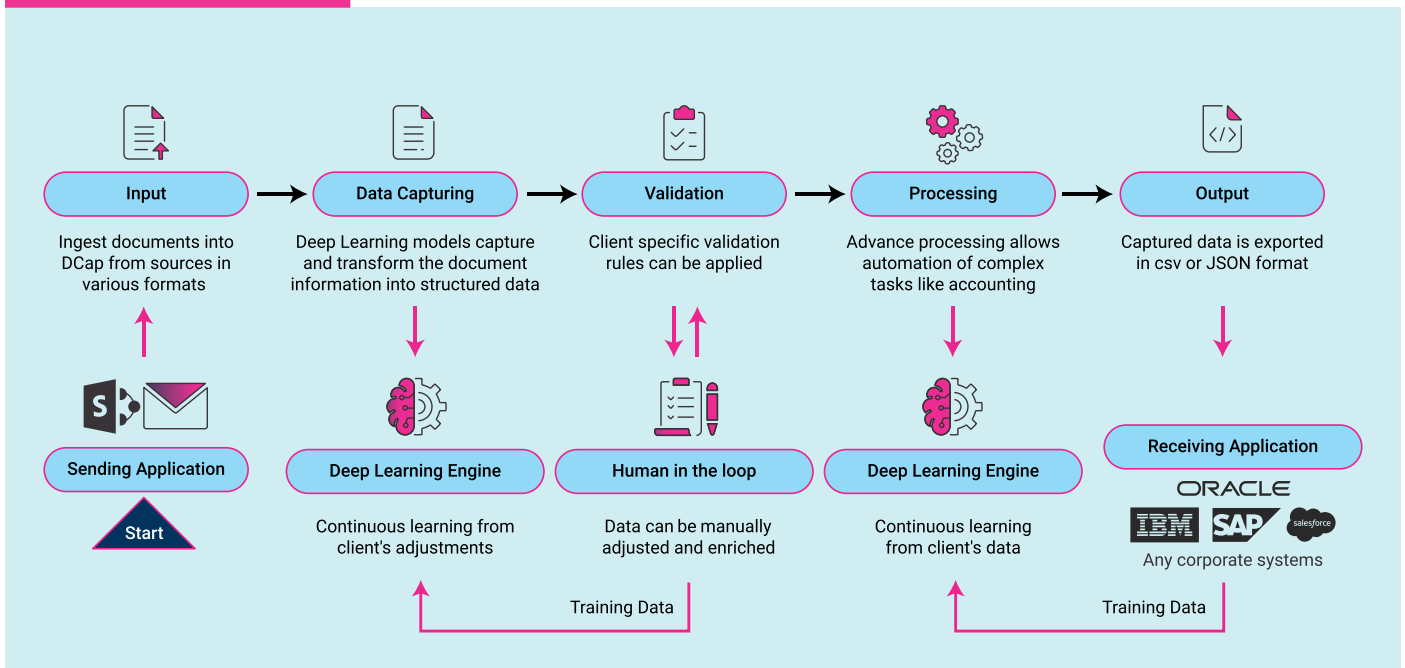 Input
Data Capturing
Validation
Processing
Output
Ingest documents into
DCap from sources in
various formats
Deep Learning models capture
and transform the document
information into structured data
Client specific validation
rules can be applied
Advance processing allows
automation of complex
tasks like accounting
Captured data is exported
in csv or JSON format
S
Sending Application
Start
Deep Learning Engine
Continuous learning from
client's adjustments
Human in the loop
Data can be manually
adjusted and enriched
Deep Learning Engine
Continuous learning
from client's data
Receiving Application
ORACLE
IBM
SAP
salesforce
Any corporate systems
Training Data
Training Data